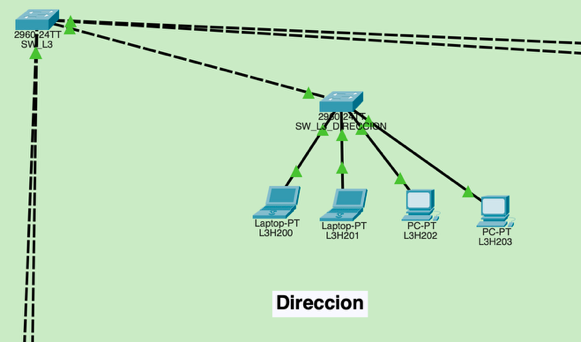 2960-24TT
SW_L3
2960-24TT
SW_L3_DIRECCION
Laptop-PT
L3H200
Laptop-PT
L3H201
PC-PT
L3H202
PC-PT
L3H203
Direccion